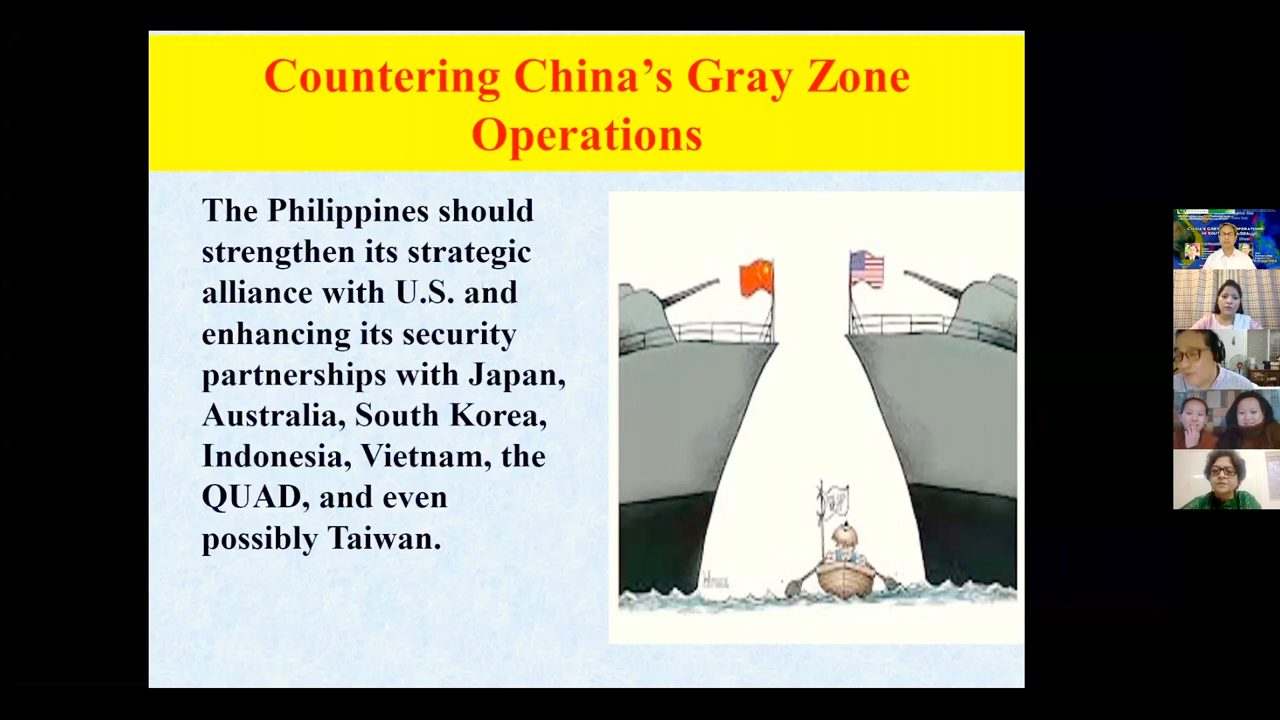 Countering China’s Gray Zone
Operations
The Philippines should
strengthen its strategic
alliance with U.S. and
enhancing its security
partnerships with Japan,
Australia, South Korea,
Indonesia, Vietnam, the
QUAD, and even
possibly Taiwan.